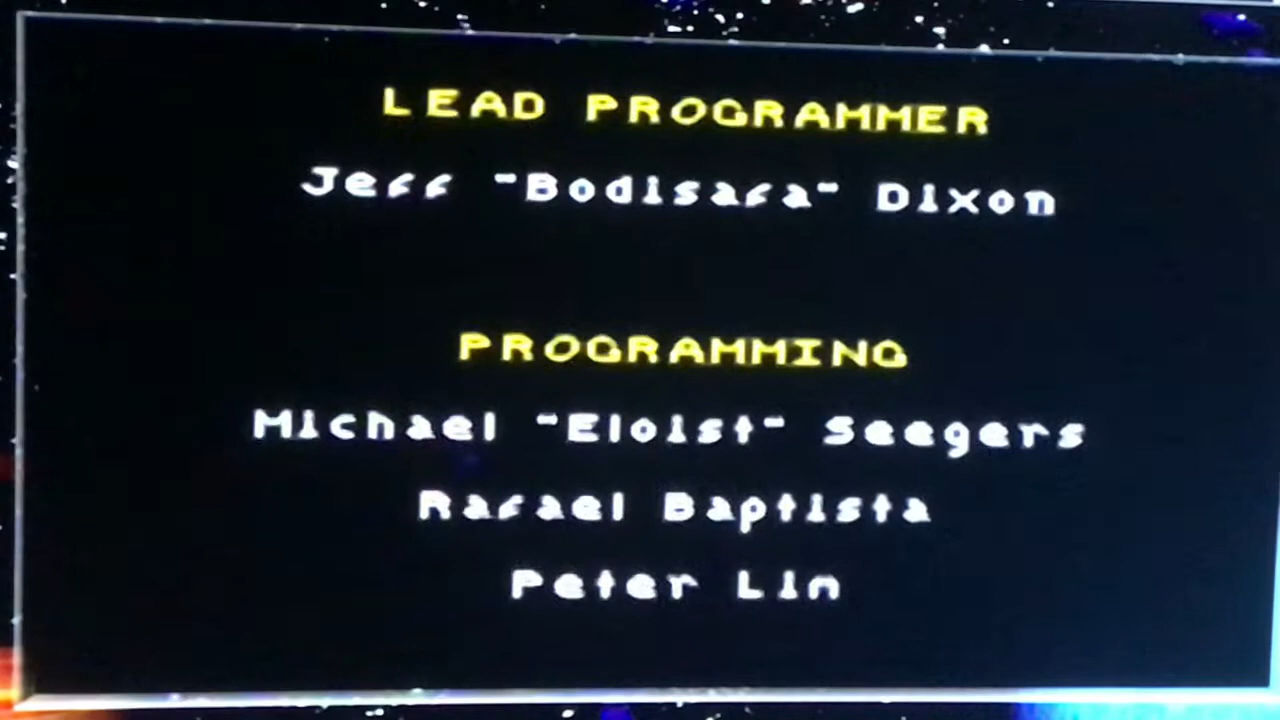 LEAD PROGRAMMER
Jeff "Bodisafa" Dixon
PROGRAMMING
Michael "Eloist" Seegers
Rafael Baptista
Peter Lin